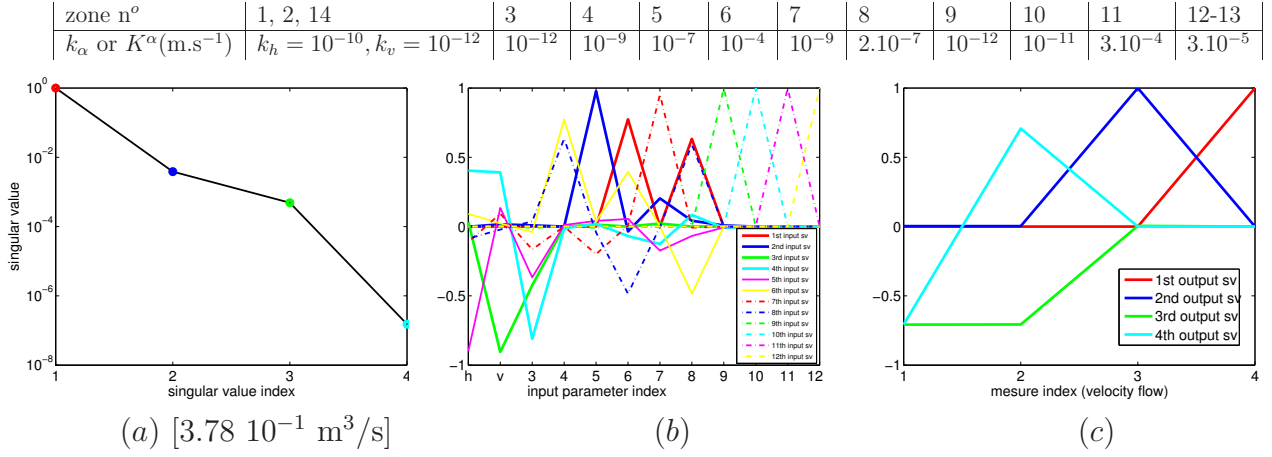 zone n° 1, 2, 14 3 4 5 6 7 8 9 10 11 12-13
k_α or K^α(m.s⁻¹) k_h = 10⁻¹⁰, k_v = 10⁻¹² 10⁻¹² 10⁻⁹ 10⁻⁷ 10⁻⁴ 10⁻⁹ 2.10⁻⁷ 10⁻¹² 10⁻¹¹ 3.10⁻⁴ 3.10⁻⁵
10⁰
10⁻²
10⁻⁴
10⁻⁶
10⁻⁸
singular value
1 2 3 4
singular value index
(a) [3.78 10⁻¹ m³/s]
1
0.5
0
−0.5
−1
h v 3 4 5 6 7 8 9 10 11 12
input parameter index
1st input sv
2nd input sv
3rd input sv
4th input sv
5th input sv
6th input sv
7th input sv
8th input sv
9th input sv
10th input sv
11th input sv
12th input sv
(b)
1
0.5
0
−0.5
−1
1 2 3 4
mesure index (velocity flow)
1st output sv
2nd output sv
3rd output sv
4th output sv
(c)